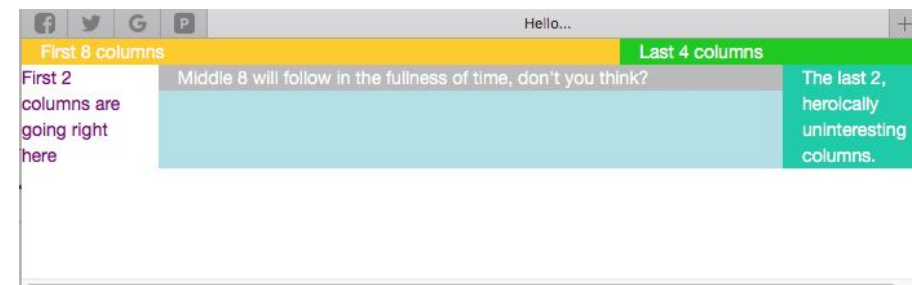 G
P
Hello...
+
First 8 columns
Last 4 columns
First 2
columns are
going right
here
Middle 8 will follow in the fullness of time, don't you think?
The last 2,
heroically
uninteresting
columns.